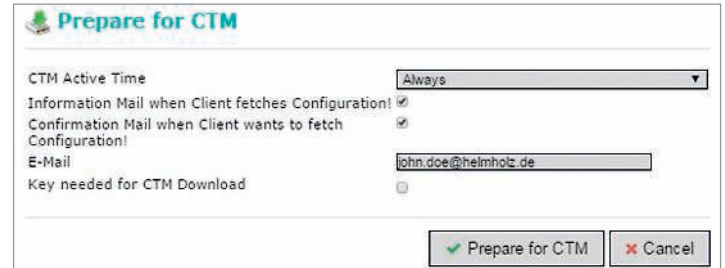 Prepare for CTM
CTM Active Time
Always
Information Mail when Client fetches Configuration!
Confirmation Mail when Client wants to fetch
Configuration!
E-Mail
john.doe@helmholz.de
Key needed for CTM Download
Prepare for CTM
Cancel